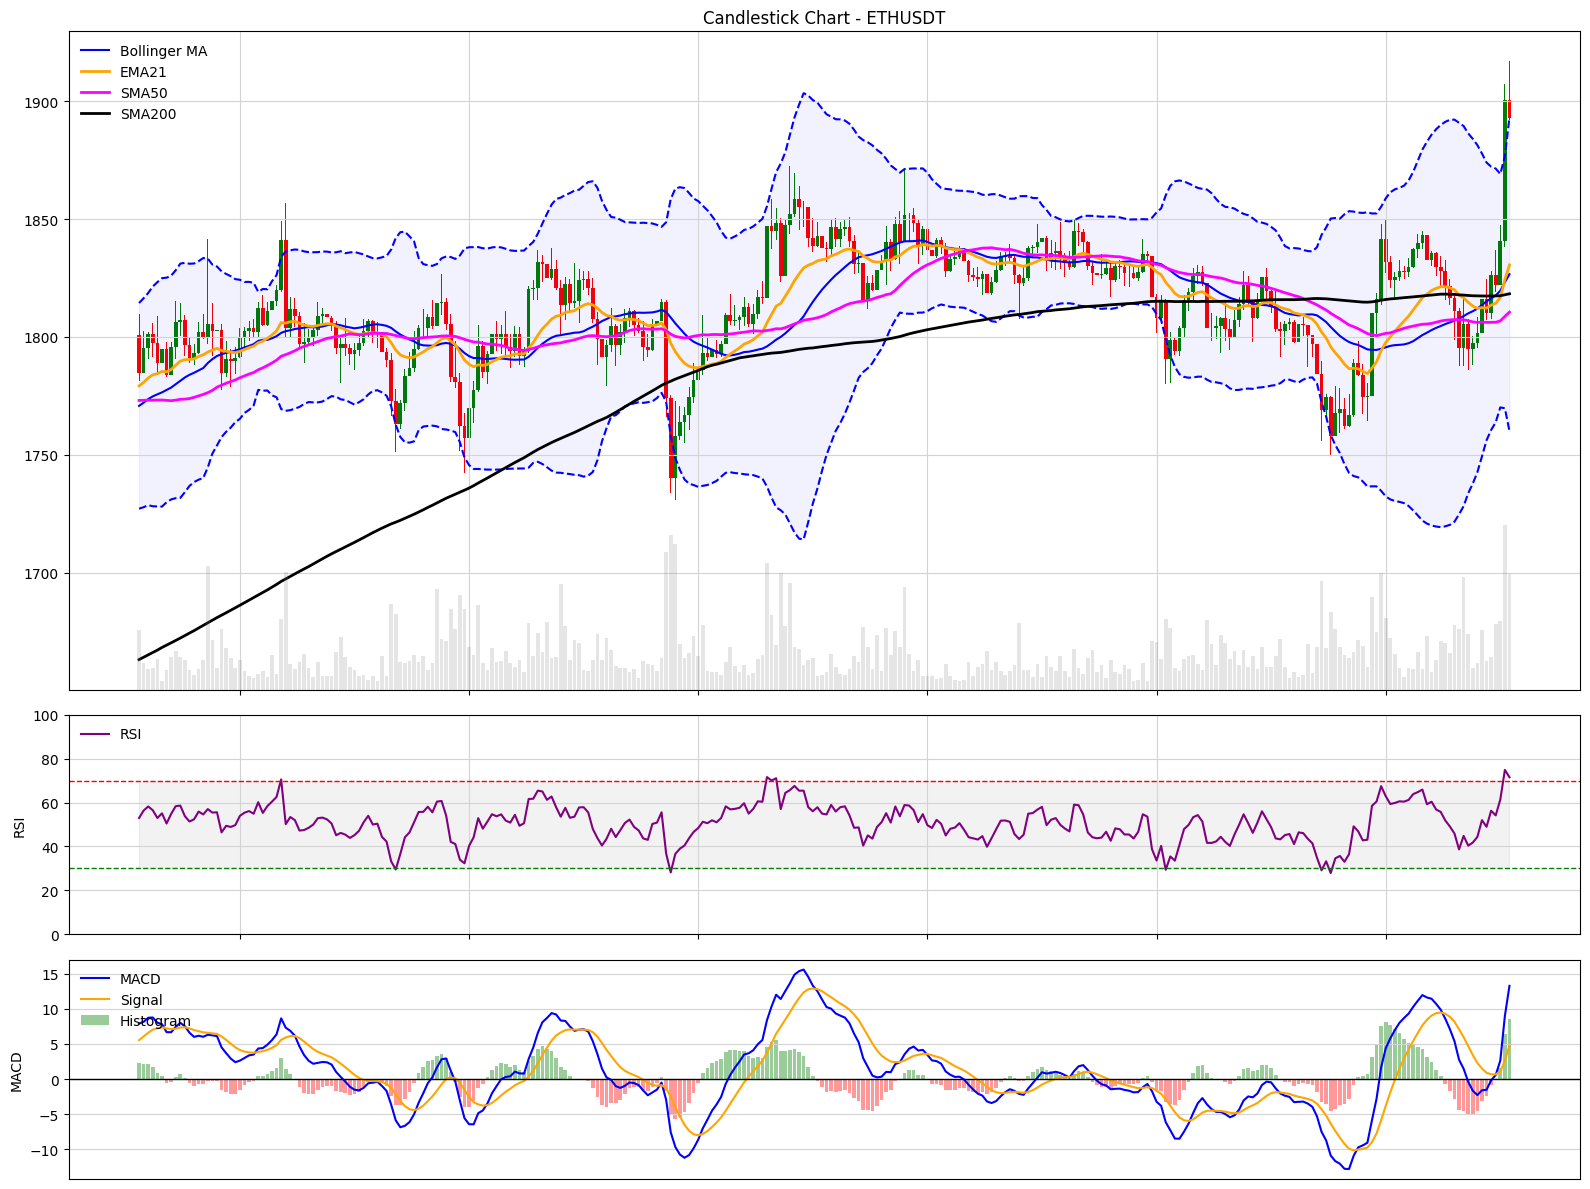 Candlestick Chart - ETHUSDT
Bollinger MA
EMA21
SMA50
SMA200
1900
1850
1800
1750
1700
RSI
100
80
60
40
20
0
RSI
MACD
Signal
Histogram
15
10
5
0
−5
−10
MACD